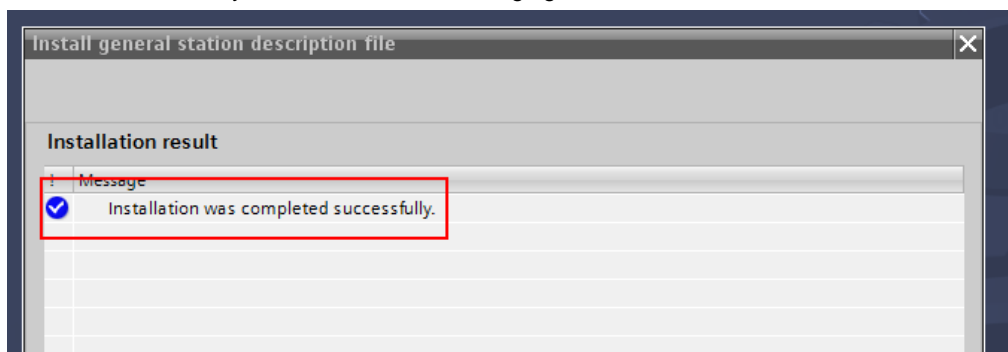 Install general station description file
Installation result
! Message
Installation was completed successfully.